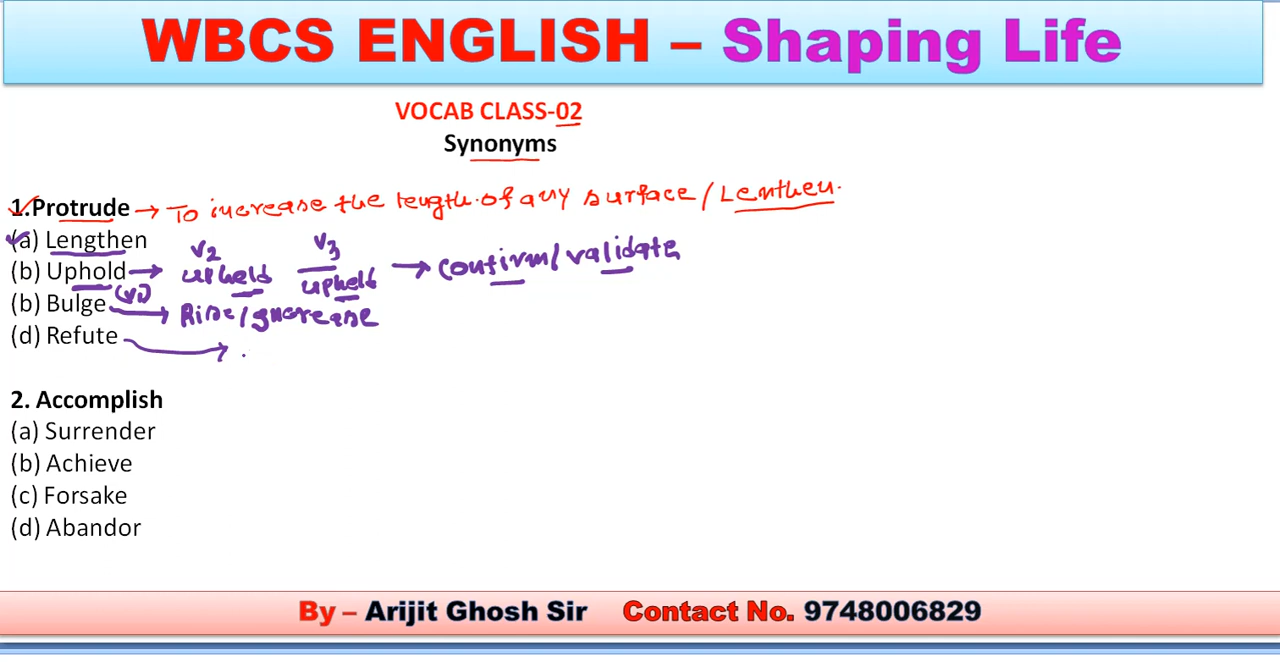 WBCS ENGLISH – Shaping Life
VOCAB CLASS-02
Synonyms
1.Protrude → To increase the length of any surface / Lenthen.
(a) Lengthen
(b) Uphold → V2 upheld V3 upheld → confirm/validate
(b) Bulge (V1) → Rise/Increase
(d) Refute →
2. Accomplish
(a) Surrender
(b) Achieve
(c) Forsake
(d) Abandor
By – Arijit Ghosh Sir Contact No. 9748006829